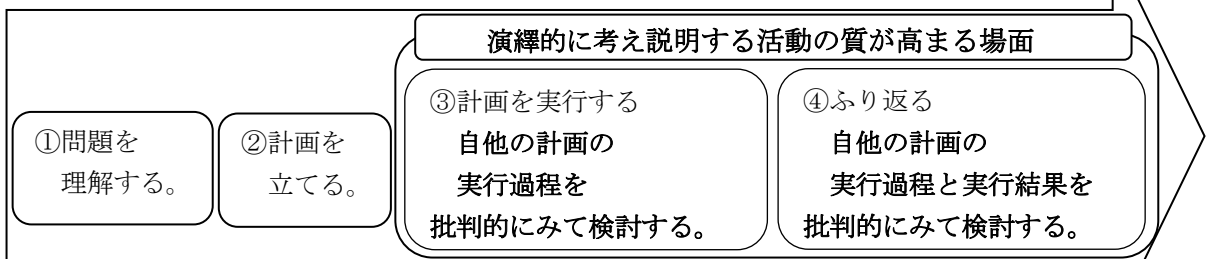 演繹的に考え説明する活動の質が高まる場面
①問題を
理解する。
②計画を
立てる。
③計画を実行する
自他の計画の
実行過程を
批判的にみて検討する。
④ふり返る
自他の計画の
実行過程と実行結果を
批判的にみて検討する。